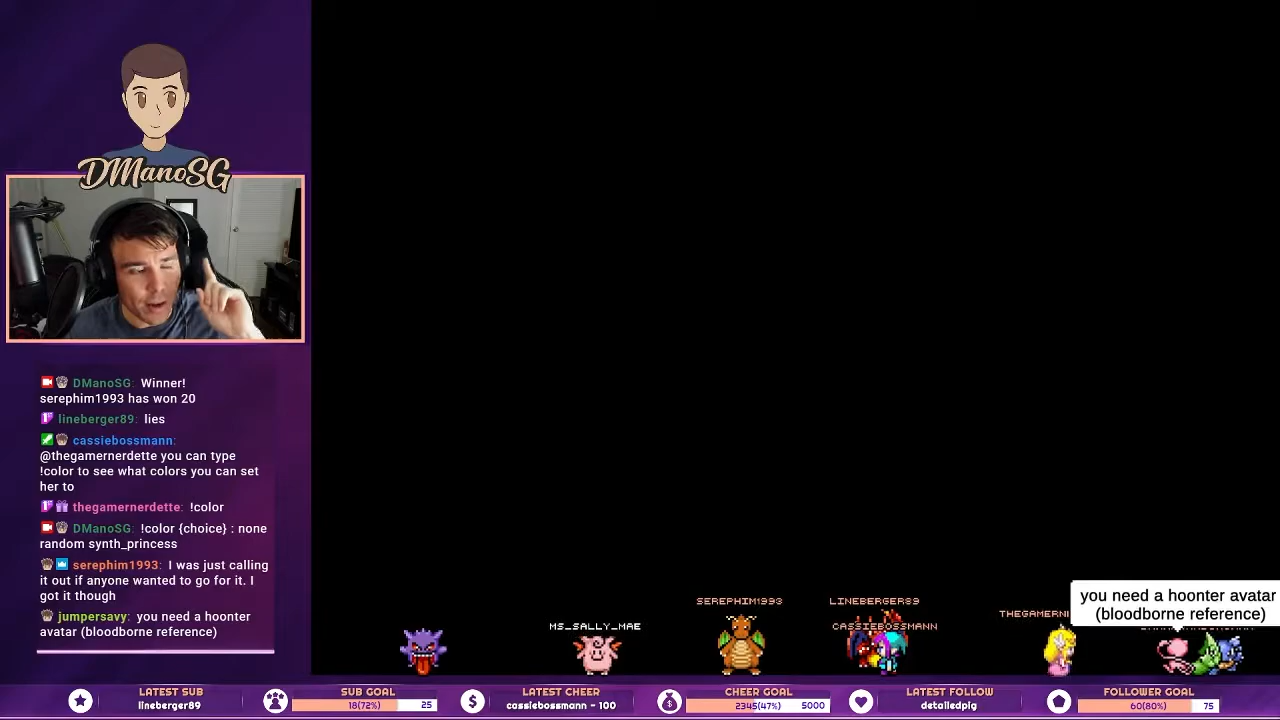 DManoSG
DManoSG: Winner!
serephim1993 has won 20
lineberger89: lies
cassiebossmann:
@thegamernerdette you can type
!color to see what colors you can set
her to
thegamernerdette: !color
DManoSG: !color {choice} : none
random synth_princess
serephim1993: I was just calling
it out if anyone wanted to go for it. I
got it though
jumpersavy: you need a hoonter
avatar (bloodborne reference)
you need a hoonter avatar
(bloodborne reference)
SEREPHIM1993
LINEBERGER89
THEGAMERN
MS_SALLY_MAE
CASSIEBOSSMANN
LATEST SUB
lineberger89
SUB GOAL
18(72%)
25
LATEST CHEER
cassiebossmann - 100
CHEER GOAL
2345(47%)
5000
LATEST FOLLOW
detailedpig
FOLLOWER GOAL
60(80%)
75